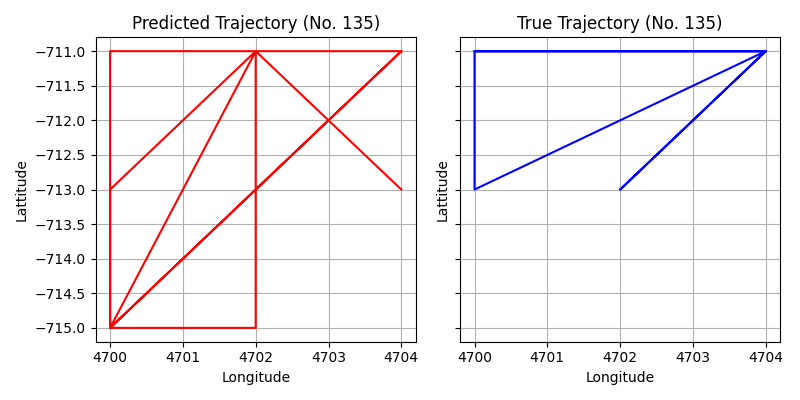 Predicted Trajectory (No. 135)
True Trajectory (No. 135)
Lattitude
−711.0
−711.5
−712.0
−712.5
−713.0
−713.5
−714.0
−714.5
−715.0
4700 4701 4702 4703 4704
Longitude
Lattitude
4700 4701 4702 4703 4704
Longitude